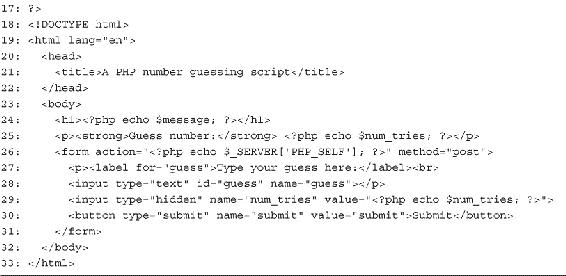 17: ?>
18: <!DOCTYPE html>
19: <html lang="en">
20: <head>
21: <title>A PHP number guessing script</title>
22: </head>
23: <body>
24: <h1><?php echo $message; ?></h1>
25: <p><strong>Guess number:</strong> <?php echo $num_tries; ?></p>
26: <form action="<?php echo $_SERVER['PHP_SELF']; ?>" method="post">
27: <p><label for="guess">Type your guess here:</label><br>
28: <input type="text" id="guess" name="guess"></p>
29: <input type="hidden" name="num_tries" value="<?php echo $num_tries; ?>">
30: <button type="submit" name="submit" value="submit">Submit</button>
31: </form>
32: </body>
33: </html>